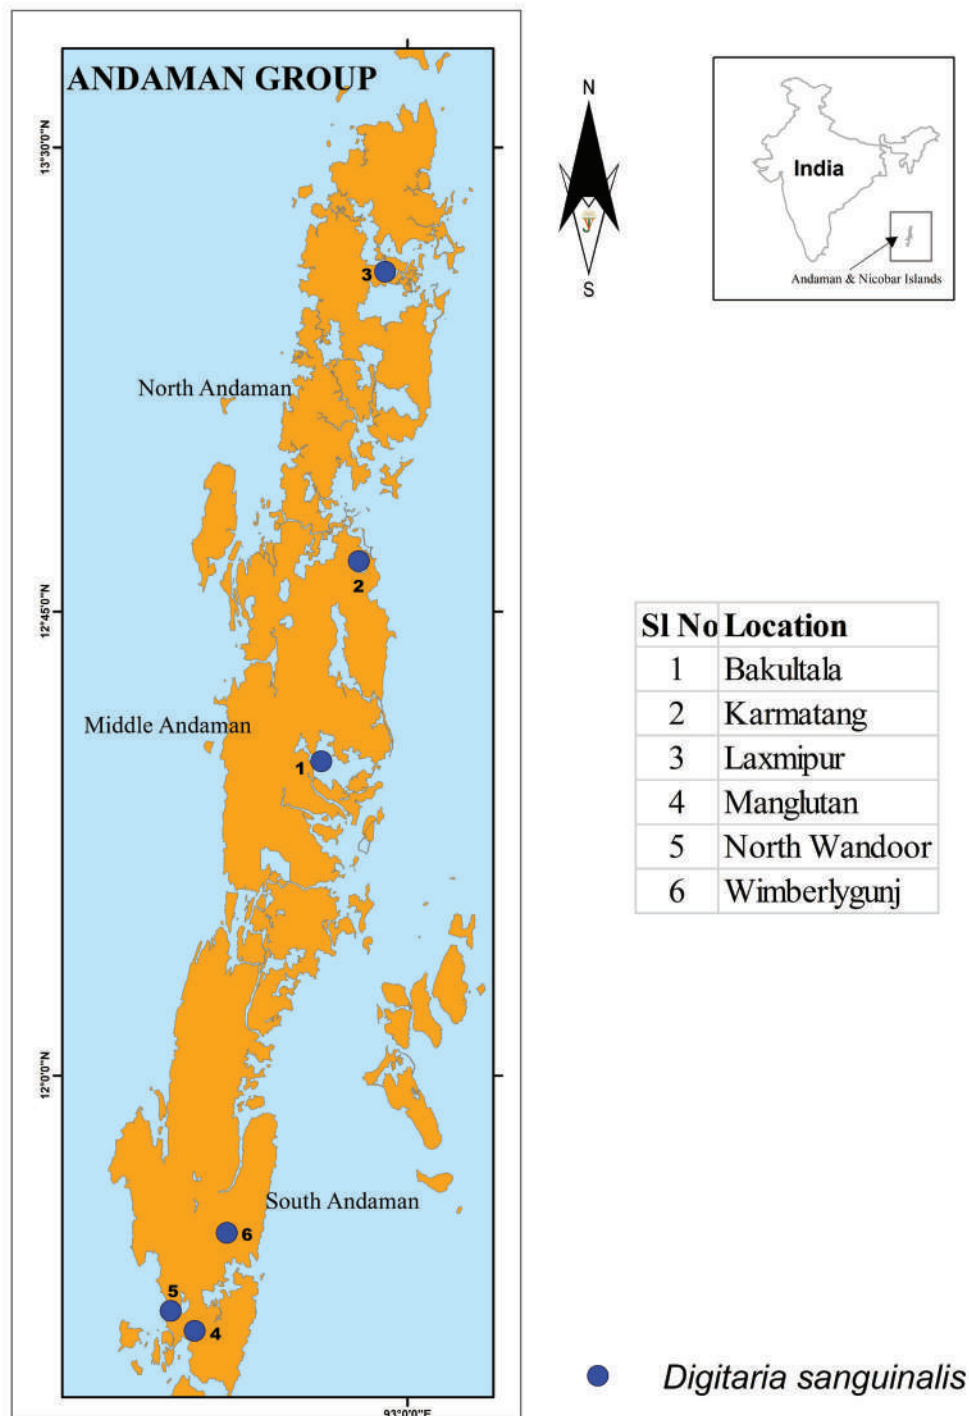 ANDAMAN GROUP
13°30'0"N
3
North Andaman
2
12°45'0"N
Middle Andaman
1
12°0'0"N
South Andaman
6
5
4
93°0'0"E
N
S
India
Andaman & Nicobar Islands
Sl No Location
1 Bakultala
2 Karmatang
3 Laxmipur
4 Manglutan
5 North Wandoor
6 Wimberlygunj
Digitaria sanguinalis